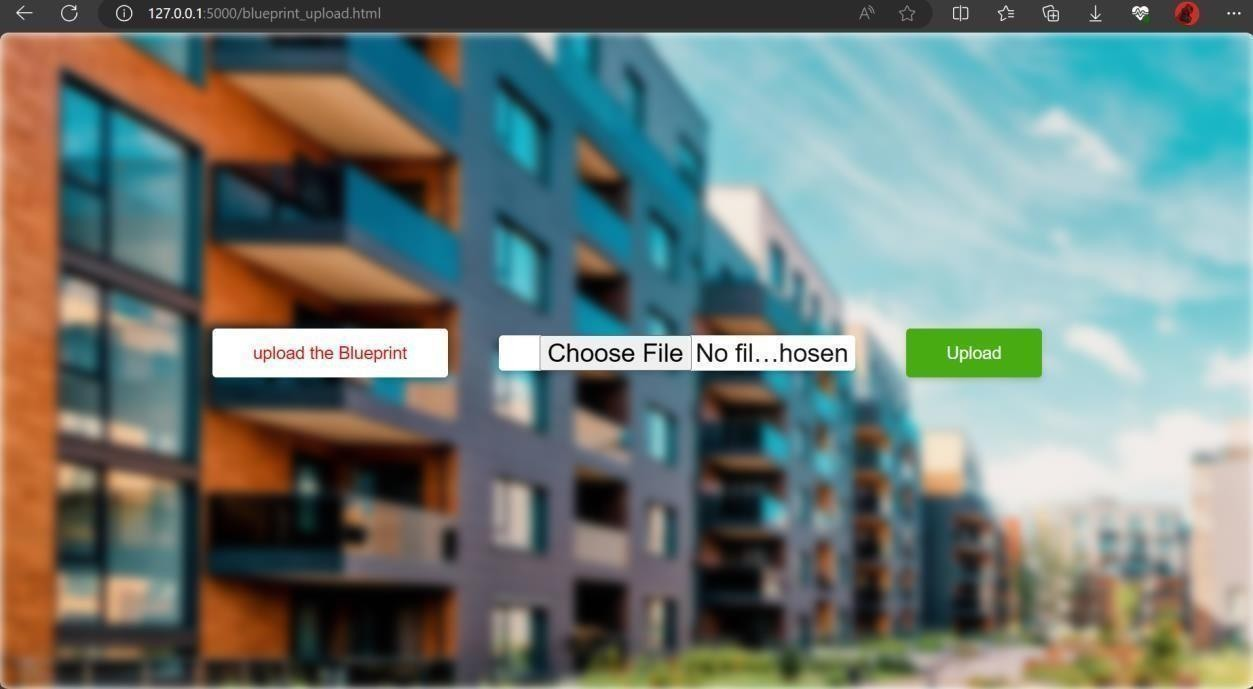 127.0.0.1:5000/blueprint_upload.html
upload the Blueprint
Choose File No fil...hosen
Upload